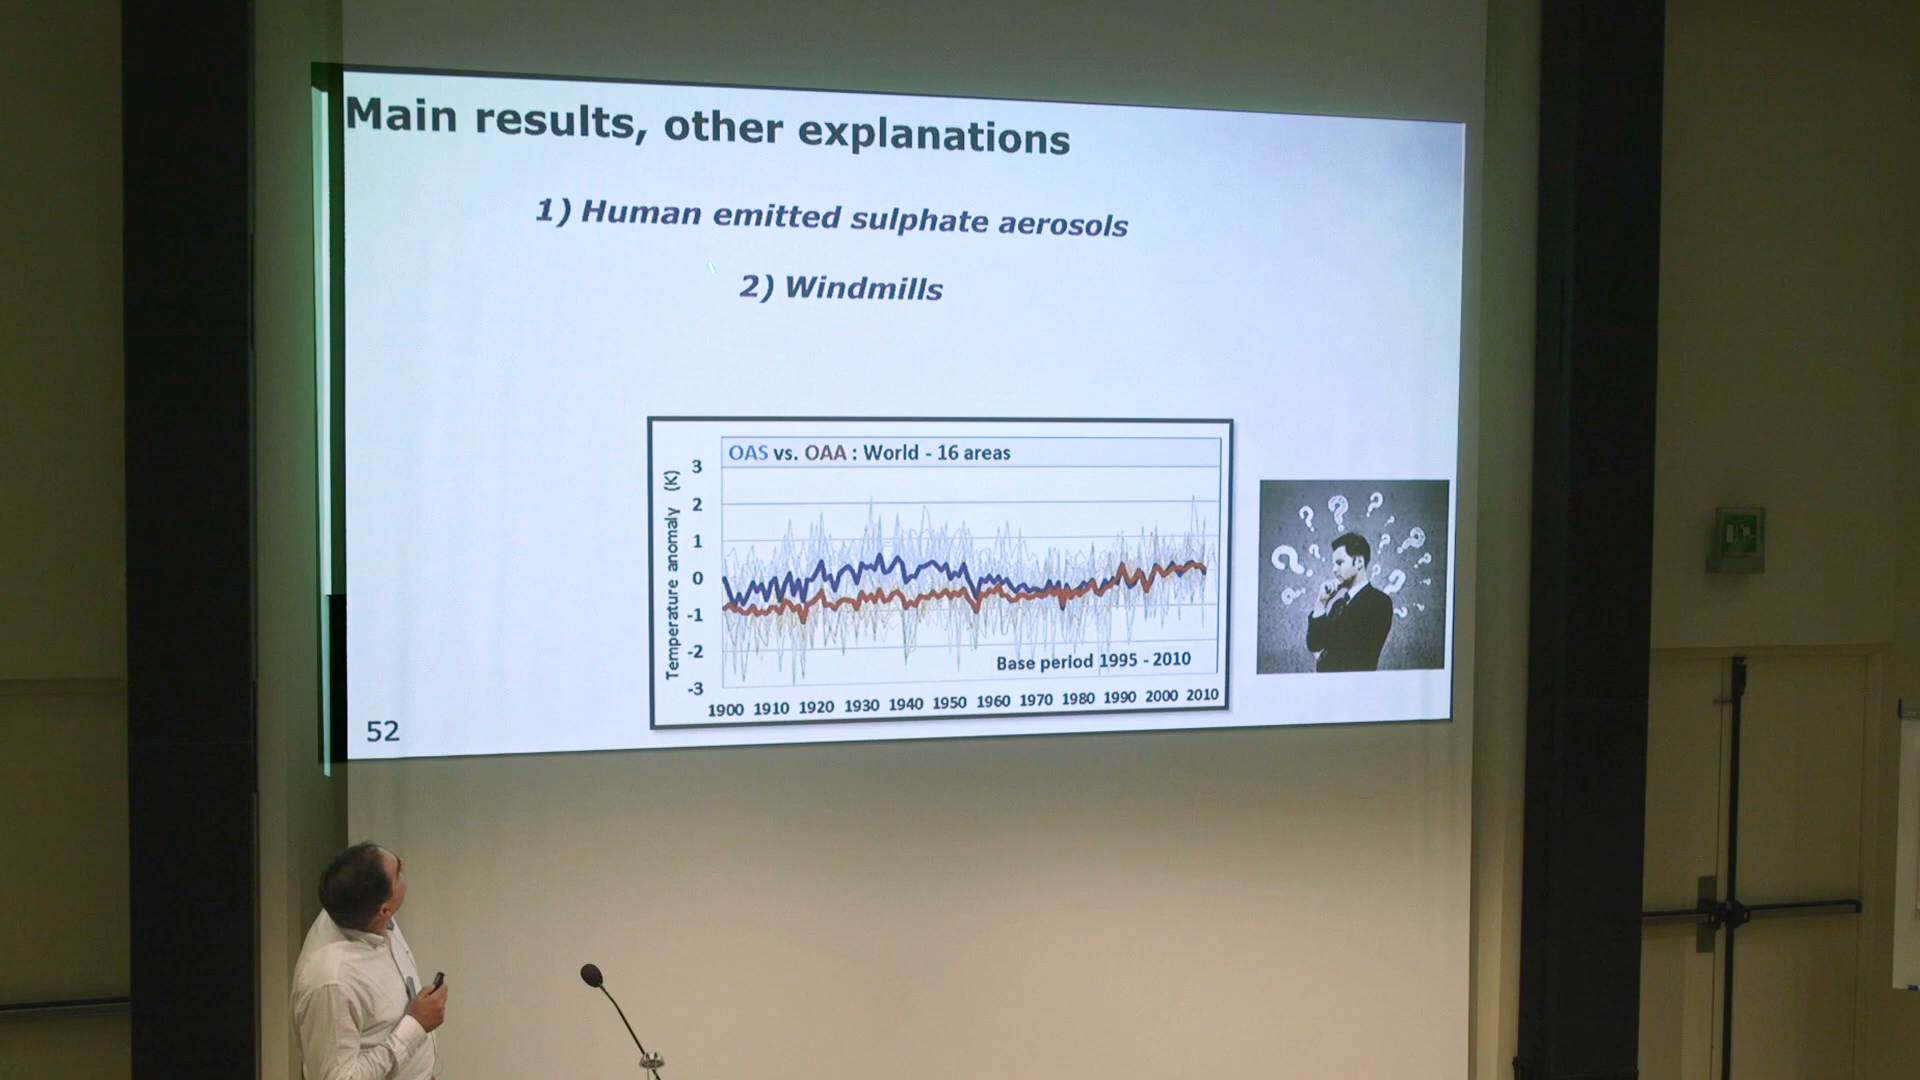 Main results, other explanations
1) Human emitted sulphate aerosols
2) Windmills
OAS vs. OAA : World - 16 areas
Temperature anomaly (K)
3
2
1
0
-1
-2
-3
Base period 1995 - 2010
1900 1910 1920 1930 1940 1950 1960 1970 1980 1990 2000 2010
? ? ? ? ? ? ? ? ? ? ? ?
52